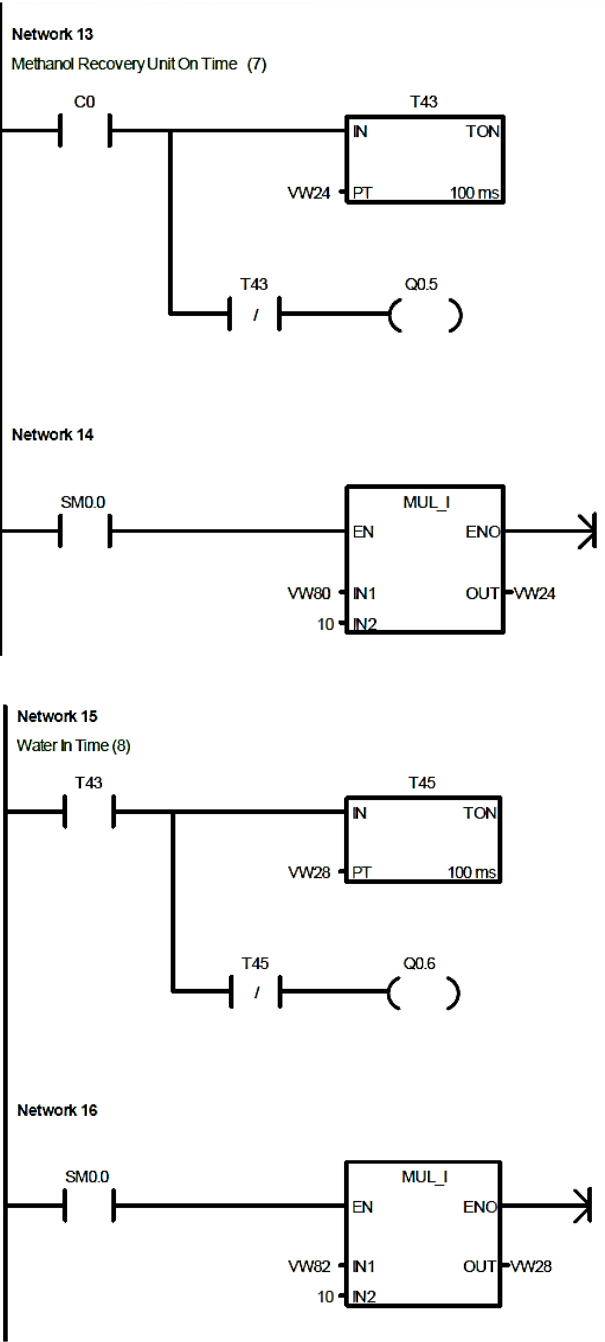 Network 13
Methanol Recovery Unit On Time (7)
C0
T43
IN TON
VW24 PT 100 ms
T43 Q0.5
/
Network 14
SM0.0
MUL_I
EN ENO
VW80 IN1 OUT VW24
10 IN2
Network 15
Water In Time (8)
T43 T45
IN TON
VW28 PT 100 ms
T45 Q0.6
/
Network 16
SM0.0 MUL_I
EN ENO
VW82 IN1 OUT VW28
10 IN2